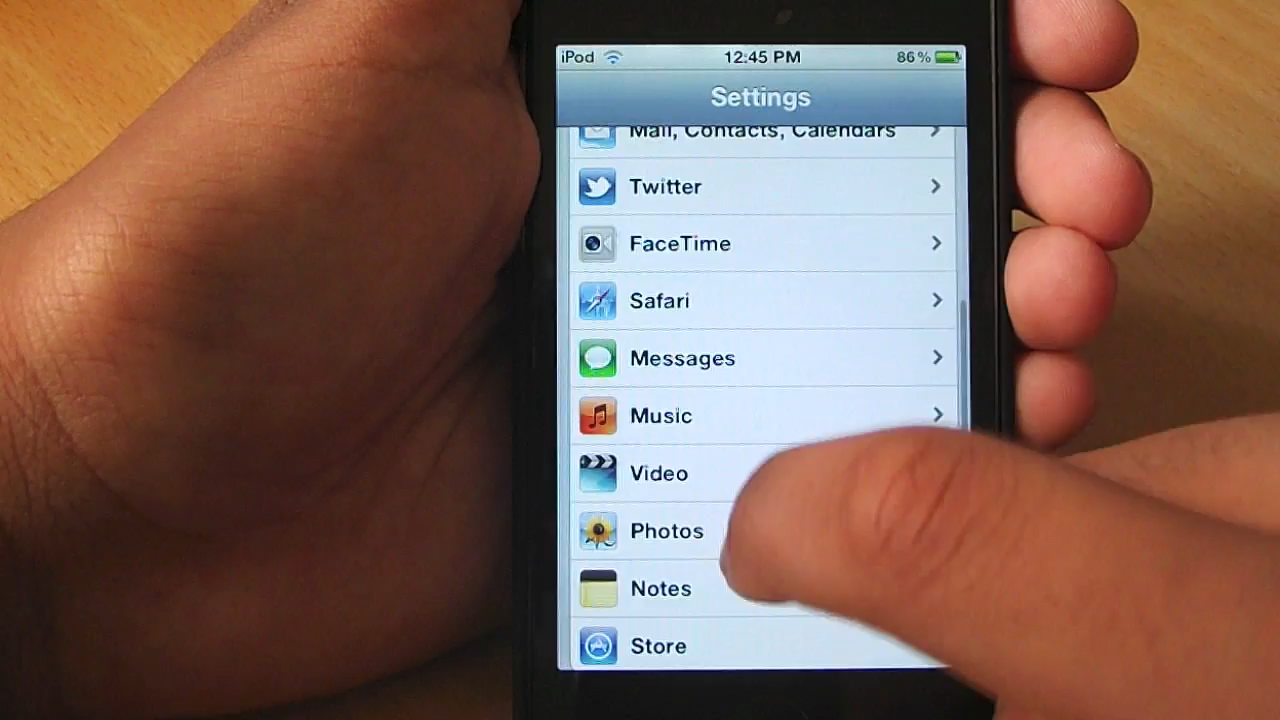 iPod 12:45 PM 86%
Settings
Mail, Contacts, Calendars
Twitter
FaceTime
Safari
Messages
Music
Video
Photos
Notes
Store